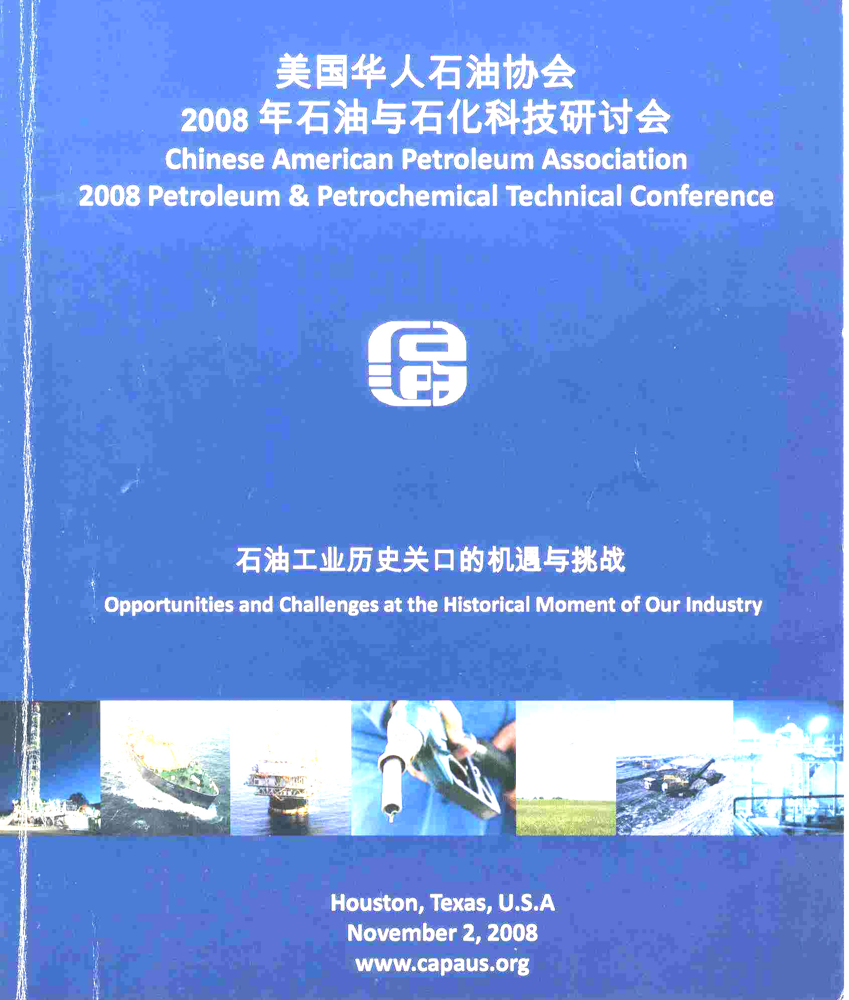 美国华人石油协会
2008 年石油与石化科技研讨会
Chinese American Petroleum Association
2008 Petroleum & Petrochemical Technical Conference
石油工业历史关口的机遇与挑战
Opportunities and Challenges at the Historical Moment of Our Industry
Houston, Texas, U.S.A
November 2, 2008
www.capaus.org